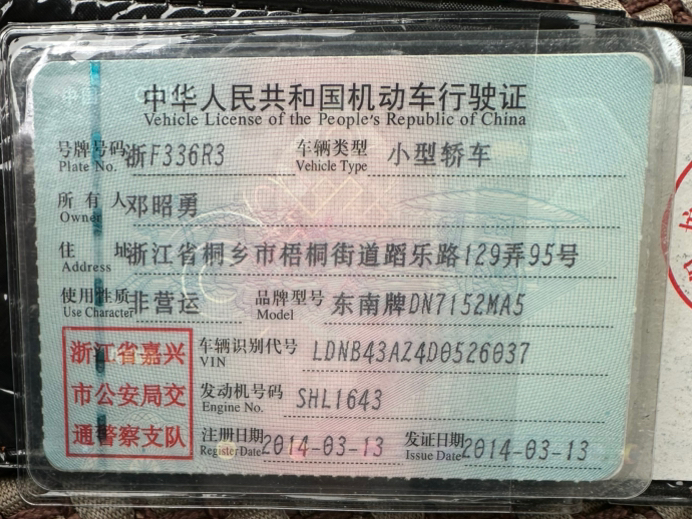 中华人民共和国机动车行驶证
Vehicle License of the People's Republic of China
号牌号码 浙F336R3 车辆类型 小型轿车
Plate No. Vehicle Type
所有人 邓昭勇
Owner
住址 浙江省桐乡市梧桐街道蹈乐路129弄95号
Address
使用性质 非营运 品牌型号 东南牌DN7152MA5
Use Character Model
浙江省嘉兴
市公安局交
通警察支队
车辆识别代号 LDNB43AZ4D0526037
VIN
发动机号码 SHL1643
Engine No.
注册日期 2014-03-13 发证日期 2014-03-13
Register Date Issue Date